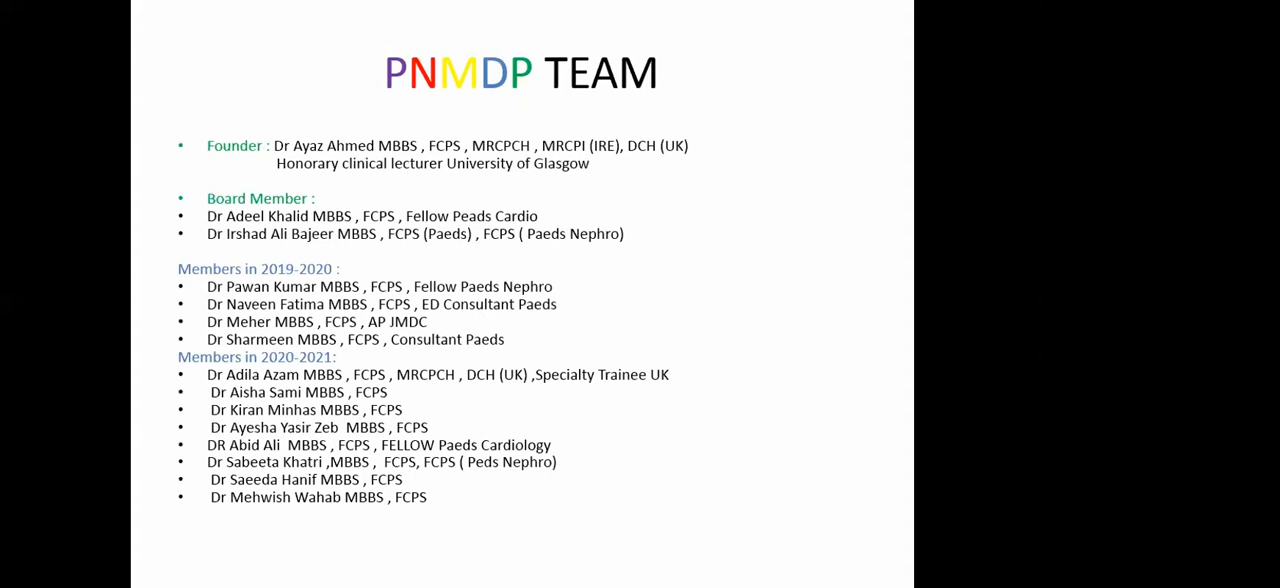 PNMDP TEAM
• Founder : Dr Ayaz Ahmed MBBS , FCPS , MRCPCH , MRCPI (IRE), DCH (UK)
Honorary clinical lecturer University of Glasgow
• Board Member :
• Dr Adeel Khalid MBBS , FCPS , Fellow Peads Cardio
• Dr Irshad Ali Bajeer MBBS , FCPS (Paeds) , FCPS ( Paeds Nephro)
Members in 2019-2020 :
• Dr Pawan Kumar MBBS , FCPS , Fellow Paeds Nephro
• Dr Naveen Fatima MBBS , FCPS , ED Consultant Paeds
• Dr Meher MBBS , FCPS , AP JMDC
• Dr Sharmeen MBBS , FCPS , Consultant Paeds
Members in 2020-2021:
• Dr Adila Azam MBBS , FCPS , MRCPCH , DCH (UK) ,Specialty Trainee UK
• Dr Aisha Sami MBBS , FCPS
• Dr Kiran Minhas MBBS , FCPS
• Dr Ayesha Yasir Zeb MBBS , FCPS
• DR Abid Ali MBBS , FCPS , FELLOW Paeds Cardiology
• Dr Sabeeta Khatri ,MBBS , FCPS, FCPS ( Peds Nephro)
• Dr Saeeda Hanif MBBS , FCPS
• Dr Mehwish Wahab MBBS , FCPS